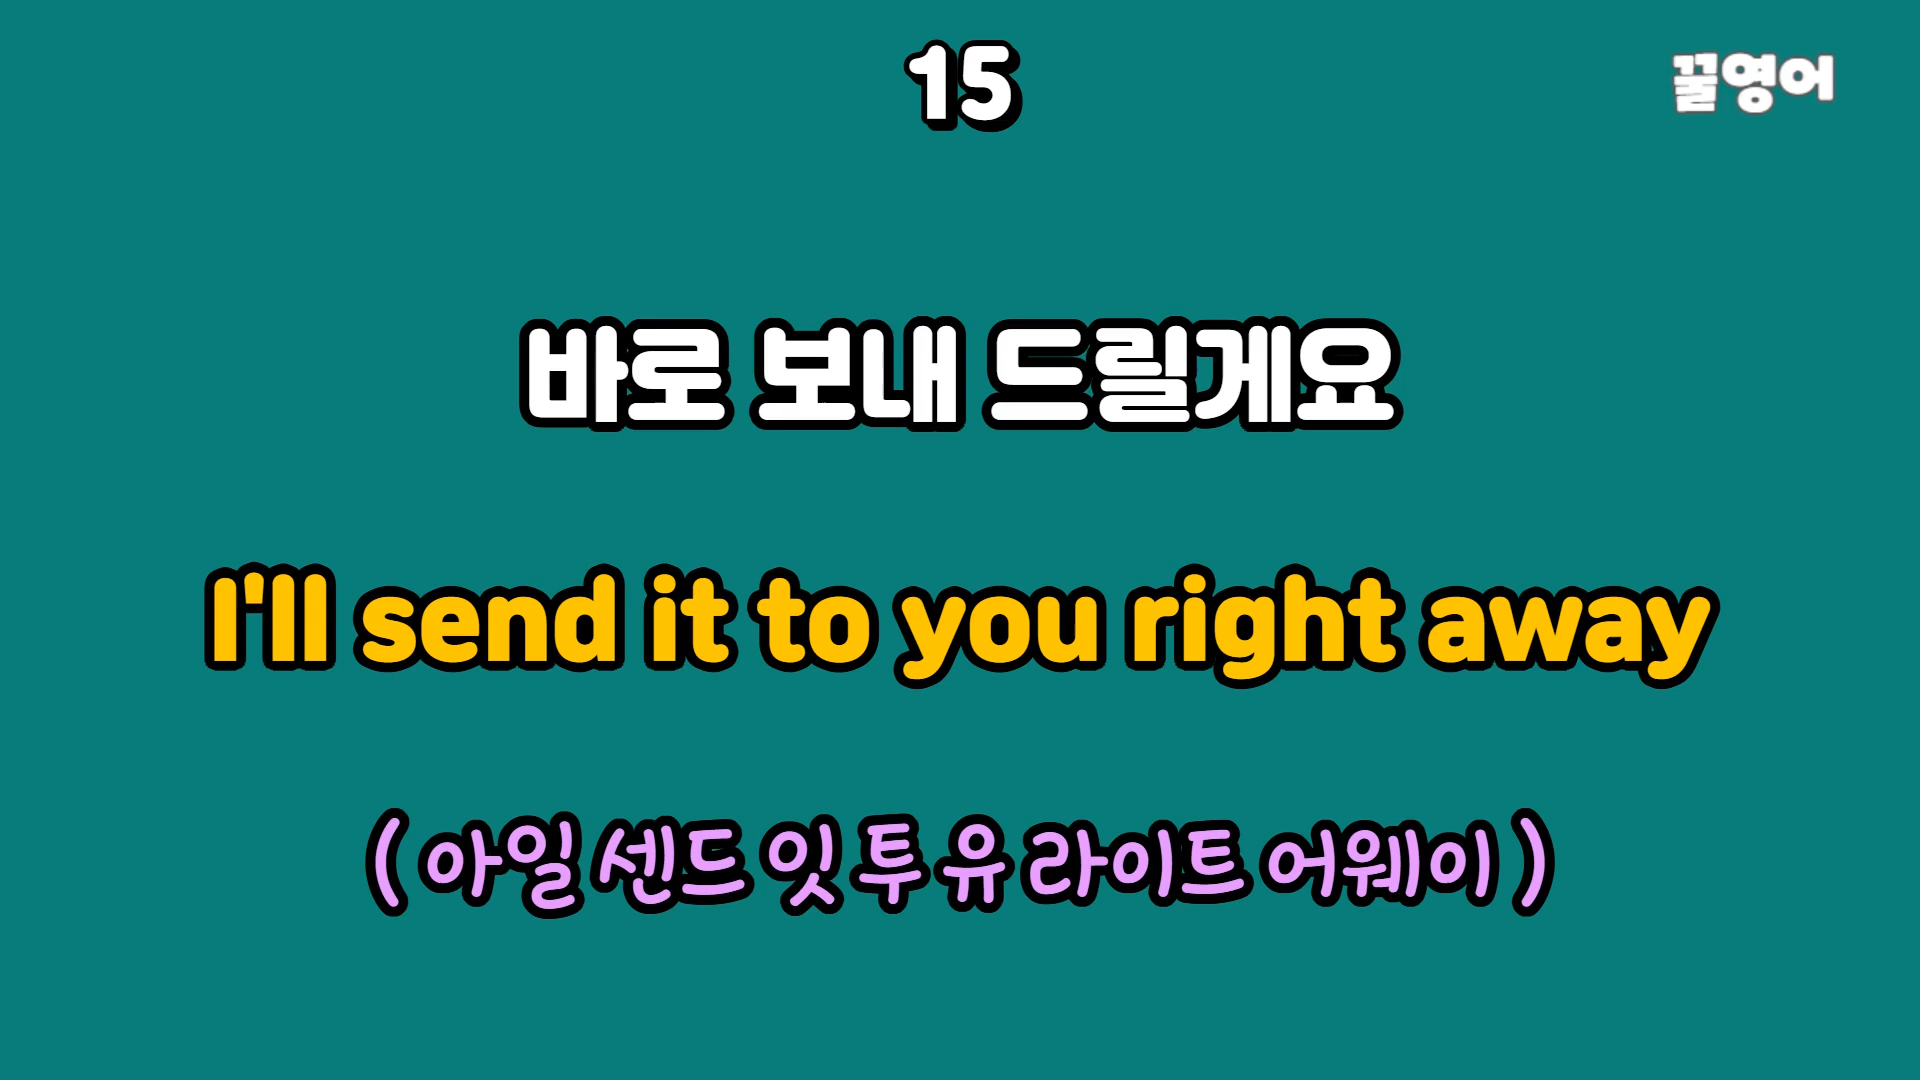 15
꿀영어
바로 보내 드릴게요
I'll send it to you right away
( 아일 센드 잇 투 유 라이트 어웨이 )